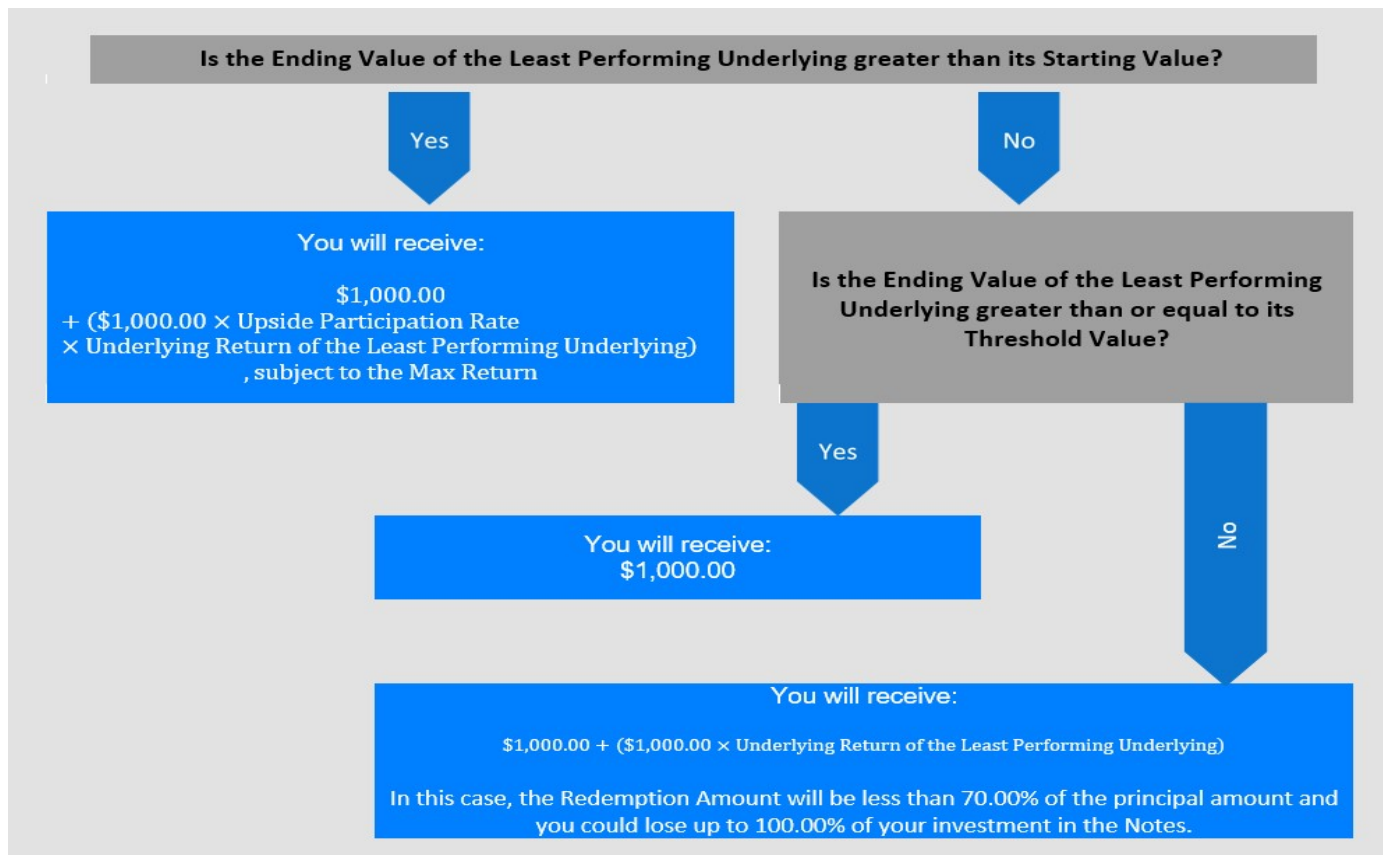 Is the Ending Value of the Least Performing Underlying greater than its Starting Value?
Yes
No
You will receive:
$1,000.00
+ ($1,000.00 × Upside Participation Rate
× Underlying Return of the Least Performing Underlying)
, subject to the Max Return
Is the Ending Value of the Least Performing
Underlying greater than or equal to its
Threshold Value?
Yes
No
You will receive:
$1,000.00
You will receive:
$1,000.00 + ($1,000.00 × Underlying Return of the Least Performing Underlying)
In this case, the Redemption Amount will be less than 70.00% of the principal amount and
you could lose up to 100.00% of your investment in the Notes.